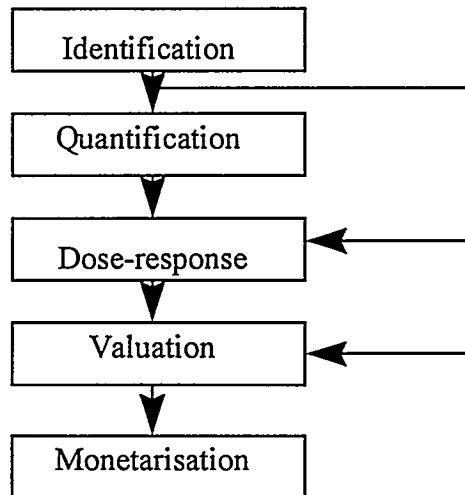 Identification
Quantification
Dose-response
Valuation
Monetarisation